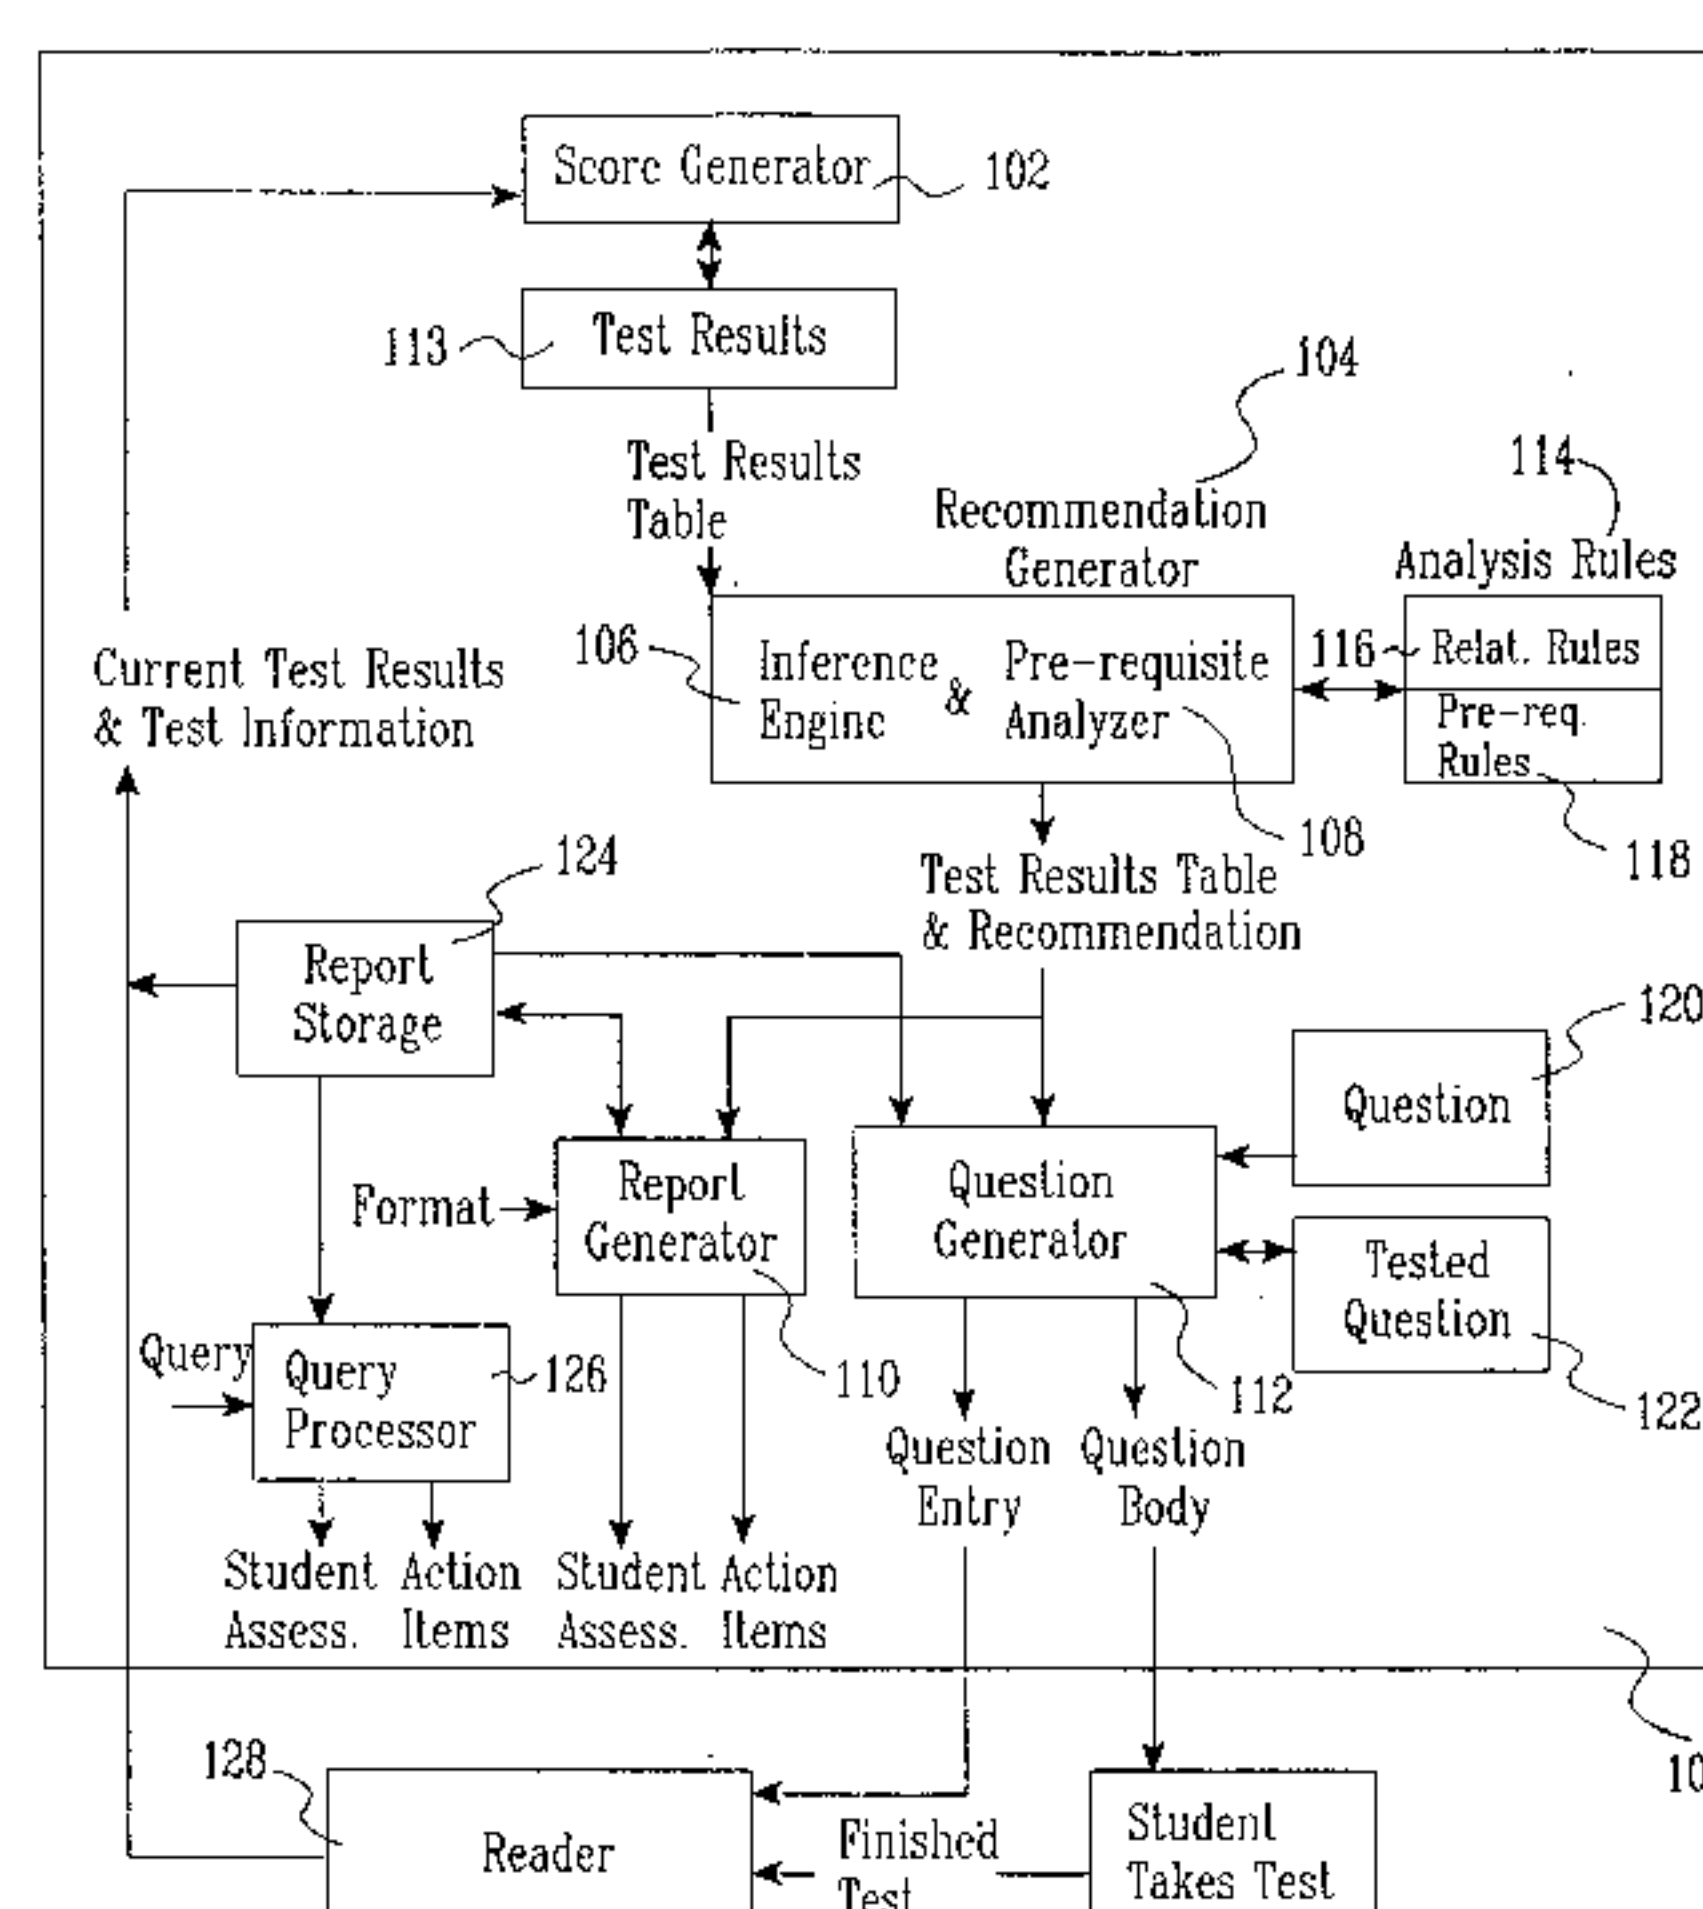 Score Generator
102
Test Results
113
104
Test Results
Table
114
Recommendation
Generator
Analysis Rules
106
Inference
Engine
&
Pre-requisite
Analyzer
116
Relat. Rules
Pre-req.
Rules
Current Test Results
& Test Information
108
118
124
Test Results Table
& Recommendation
Report
Storage
120
Question
Format
Report
Generator
Question
Generator
Tested
Question
Query
Query
Processor
126
110
112
122
Question
Entry
Question
Body
Student
Assess.
Action
Items
Student
Assess.
Action
Items
128
10
Reader
Finished
Test
Student
Takes Test